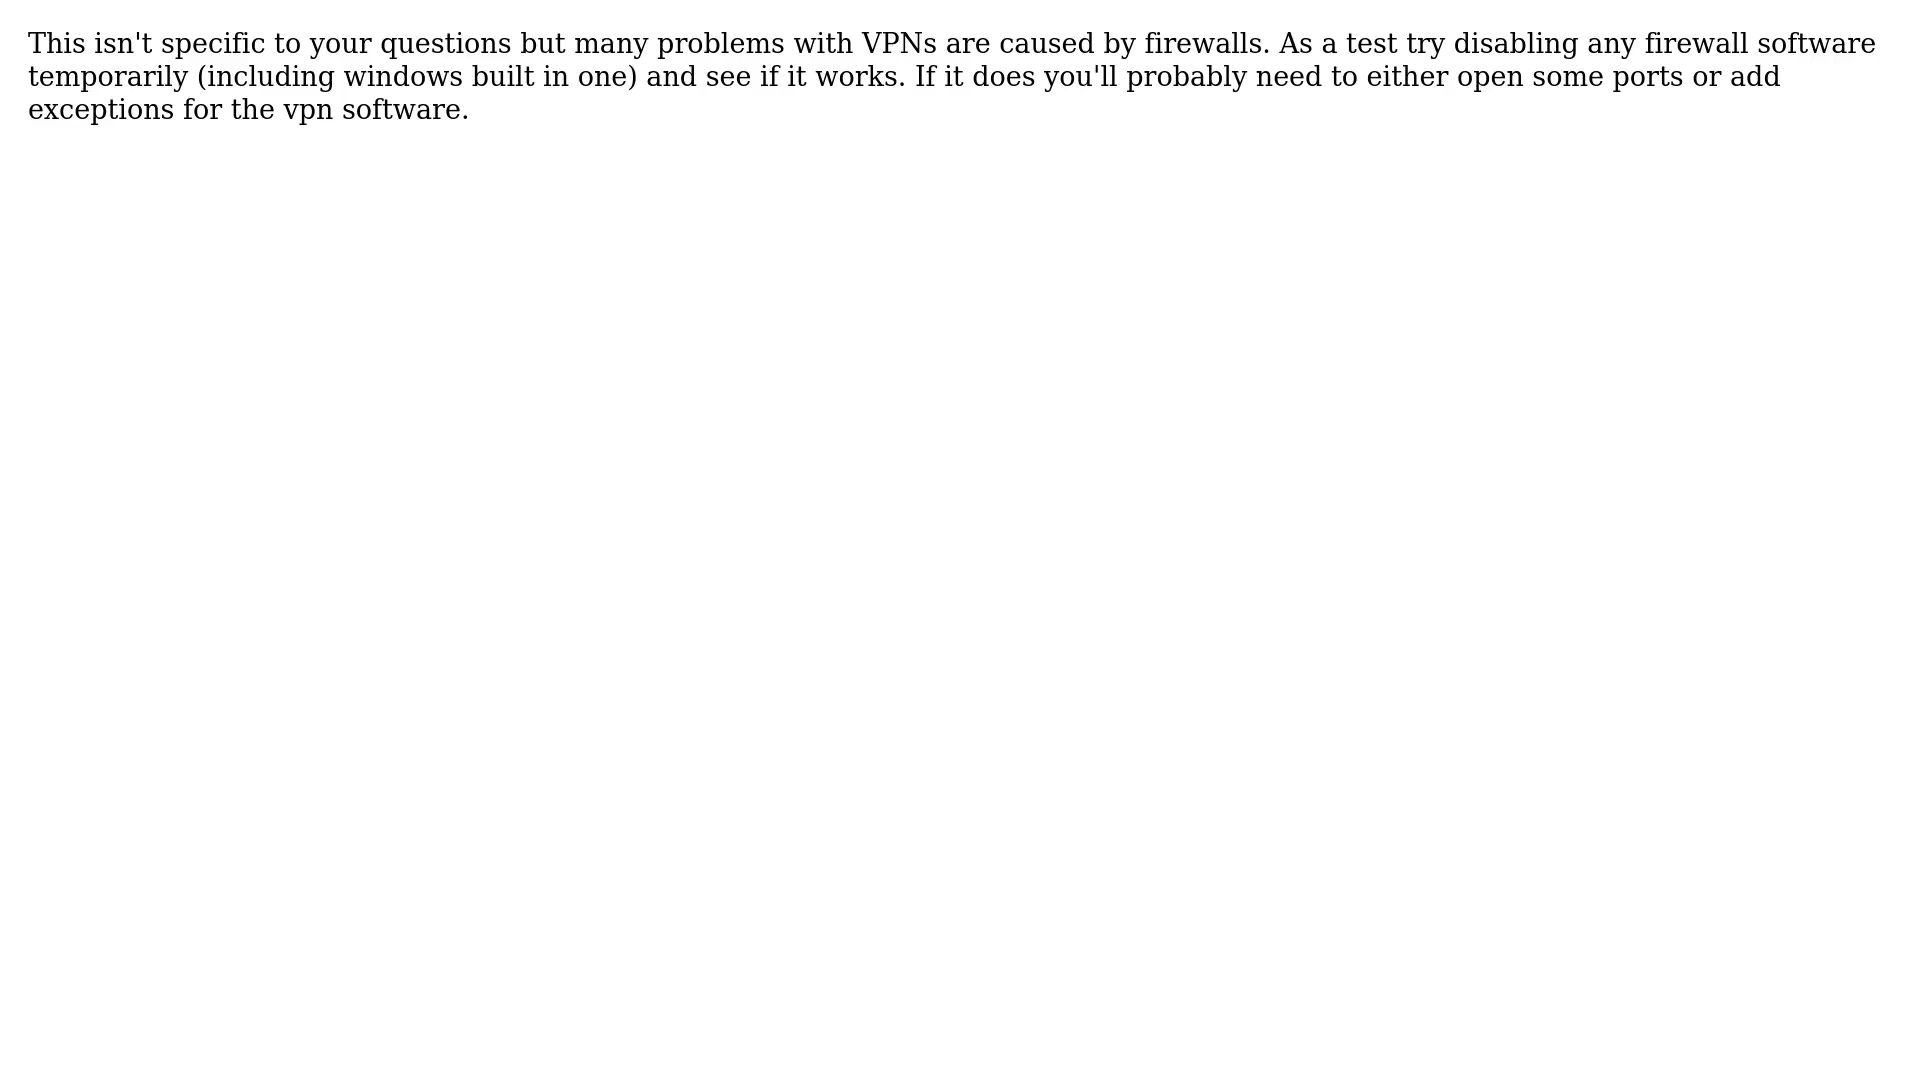 This isn't specific to your questions but many problems with VPNs are caused by firewalls. As a test try disabling any firewall software
temporarily (including windows built in one) and see if it works. If it does you'll probably need to either open some ports or add
exceptions for the vpn software.